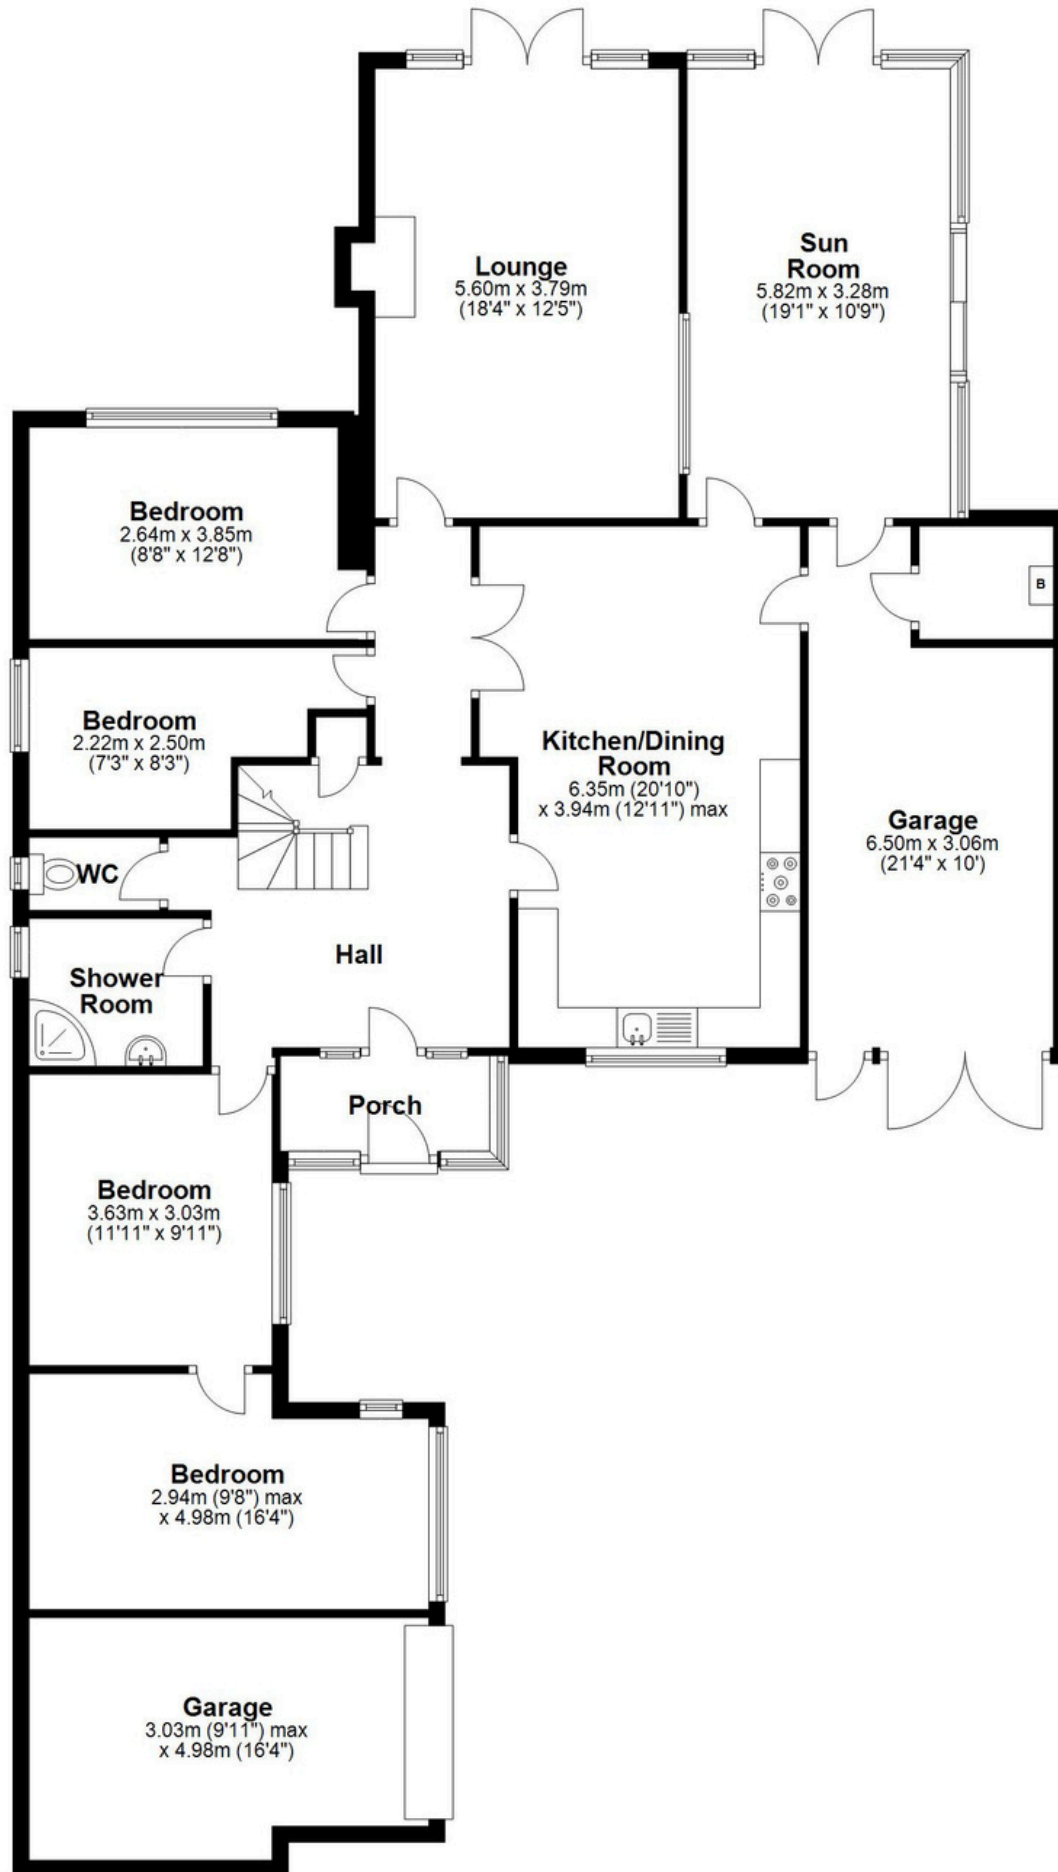 Lounge
5.60m x 3.79m
(18'4" x 12'5")
Sun
Room
5.82m x 3.28m
(19'1" x 10'9")
Bedroom
2.64m x 3.85m
(8'8" x 12'8")
B
Bedroom
2.22m x 2.50m
(7'3" x 8'3")
Kitchen/Dining
Room
6.35m (20'10")
x 3.94m (12'11") max
Garage
6.50m x 3.06m
(21'4" x 10')
WC
Hall
Shower
Room
Porch
Bedroom
3.63m x 3.03m
(11'11" x 9'11")
Bedroom
2.94m (9'8") max
x 4.98m (16'4")
Garage
3.03m (9'11") max
x 4.98m (16'4")